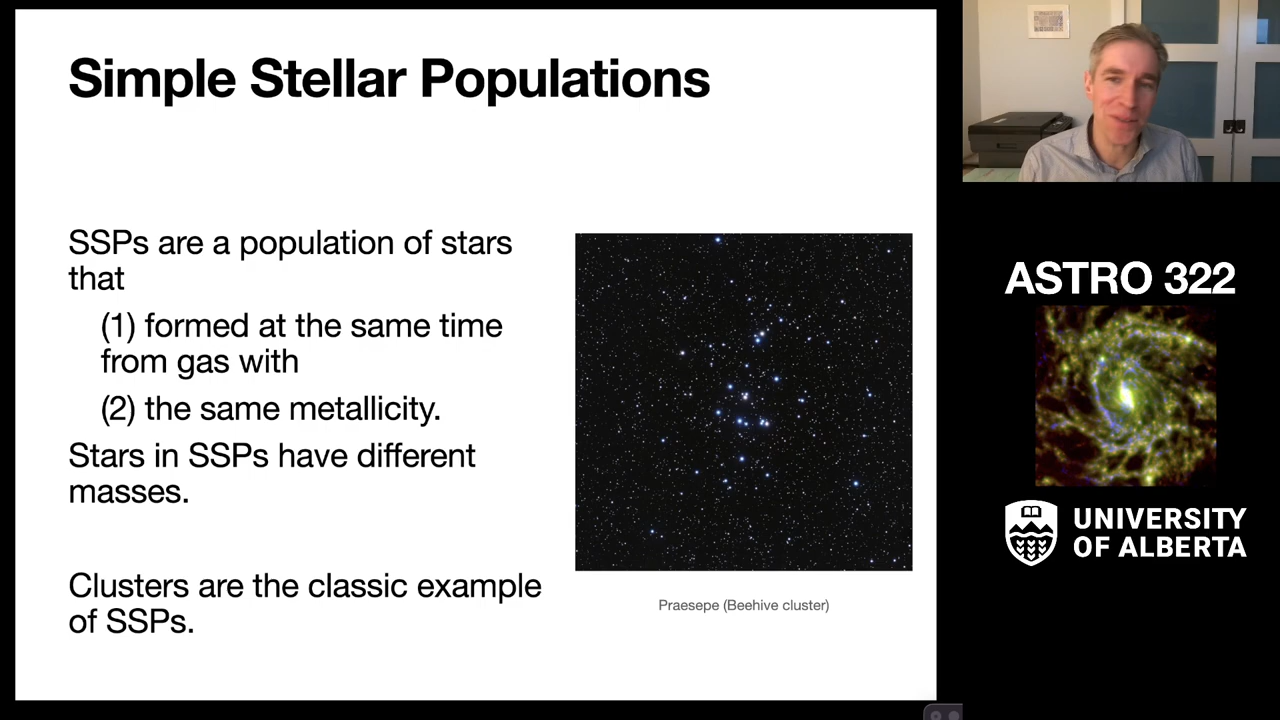 Simple Stellar Populations
SSPs are a population of stars
that
(1) formed at the same time
from gas with
(2) the same metallicity.
Stars in SSPs have different
masses.
Clusters are the classic example
of SSPs.
Praesepe (Beehive cluster)
ASTRO 322
UNIVERSITY
OF ALBERTA